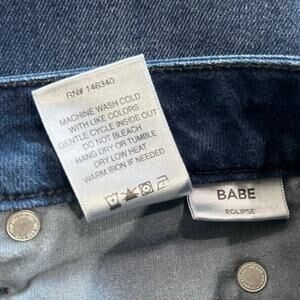 RN# 146340
MACHINE WASH COLD
WITH LIKE COLORS
GENTLE CYCLE INSIDE OUT
DO NOT BLEACH
HANG DRY OR TUMBLE
DRY LOW HEAT
WARM IRON IF NEEDED
BABE
ECLIPSE